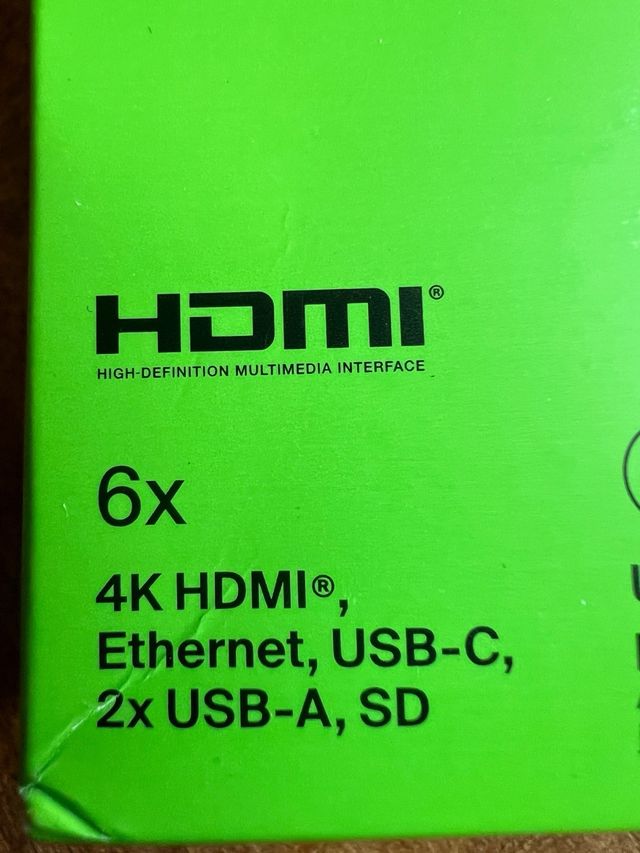 HDMI®
HIGH-DEFINITION MULTIMEDIA INTERFACE
6x
4K HDMI®,
Ethernet, USB-C,
2x USB-A, SD